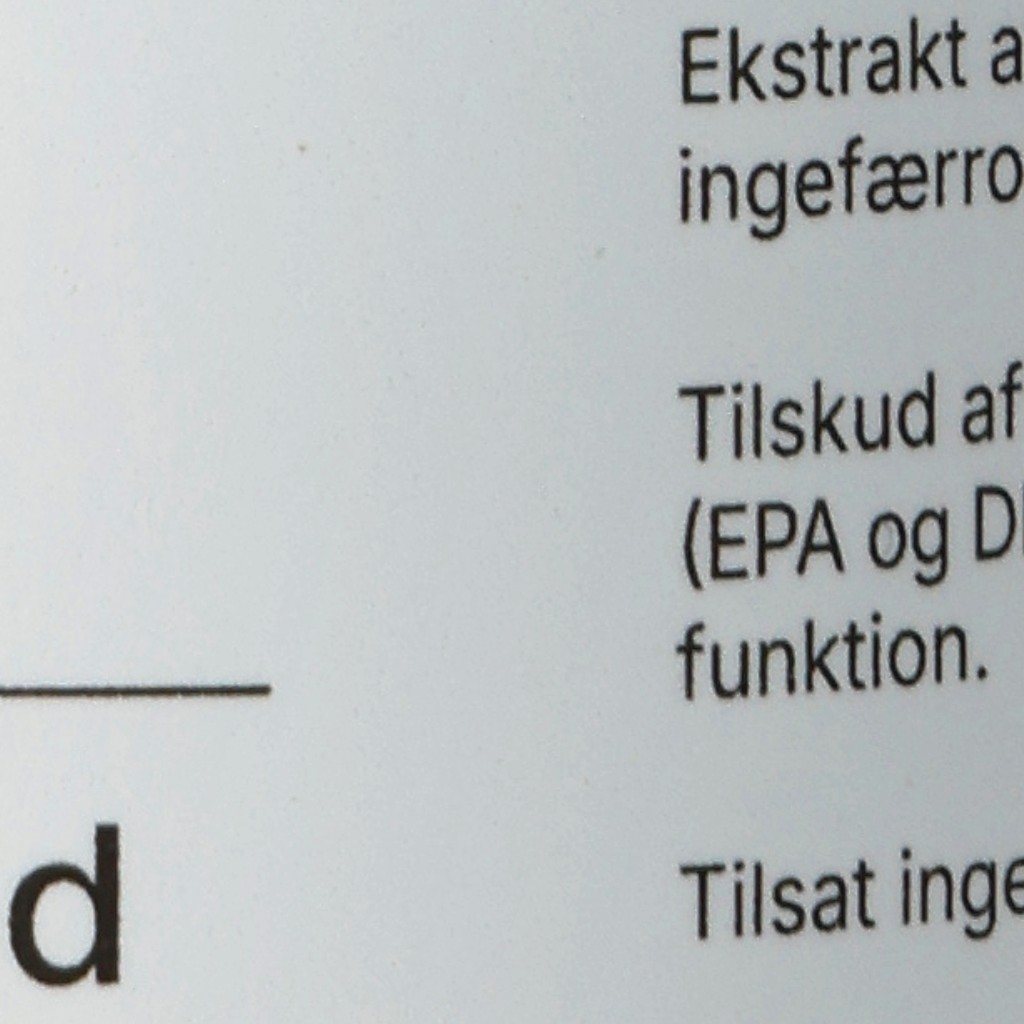 Ekstrakt a
ingefærro
Tilskud af
(EPA og D
funktion.
Tilsat inge
d